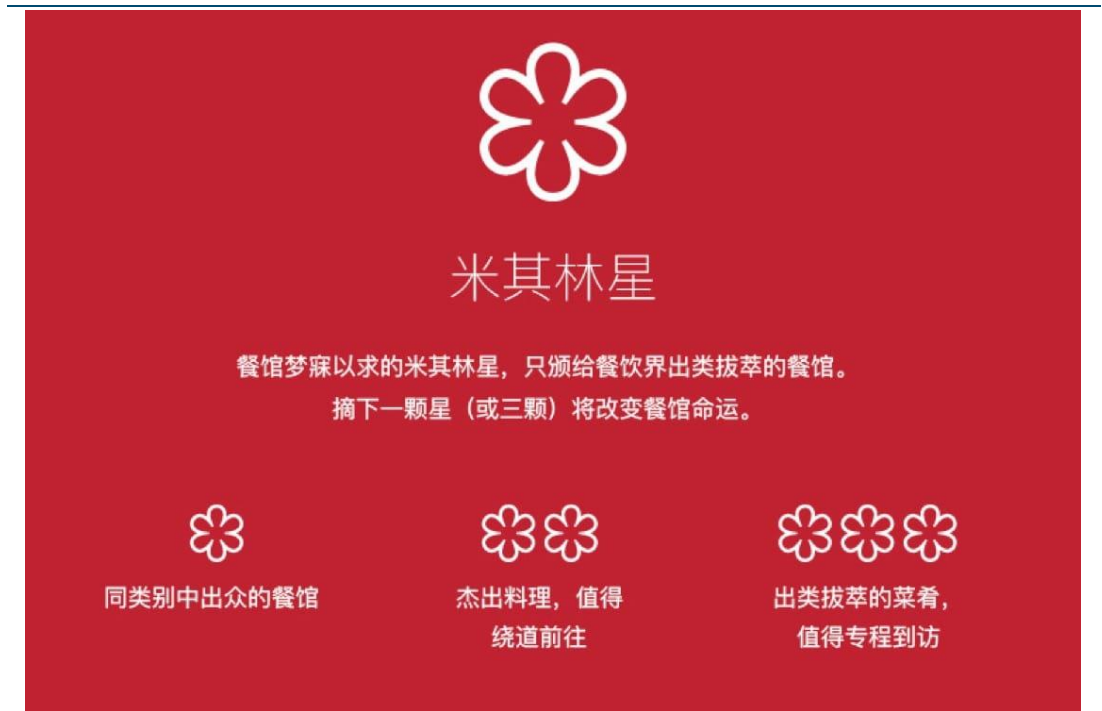 米其林星
餐馆梦寐以求的米其林星，只颁给餐饮界出类拔萃的餐馆。
摘下一颗星（或三颗）将改变餐馆命运。
同类别中出众的餐馆
杰出料理，值得
绕道前往
出类拔萃的菜肴，
值得专程到访